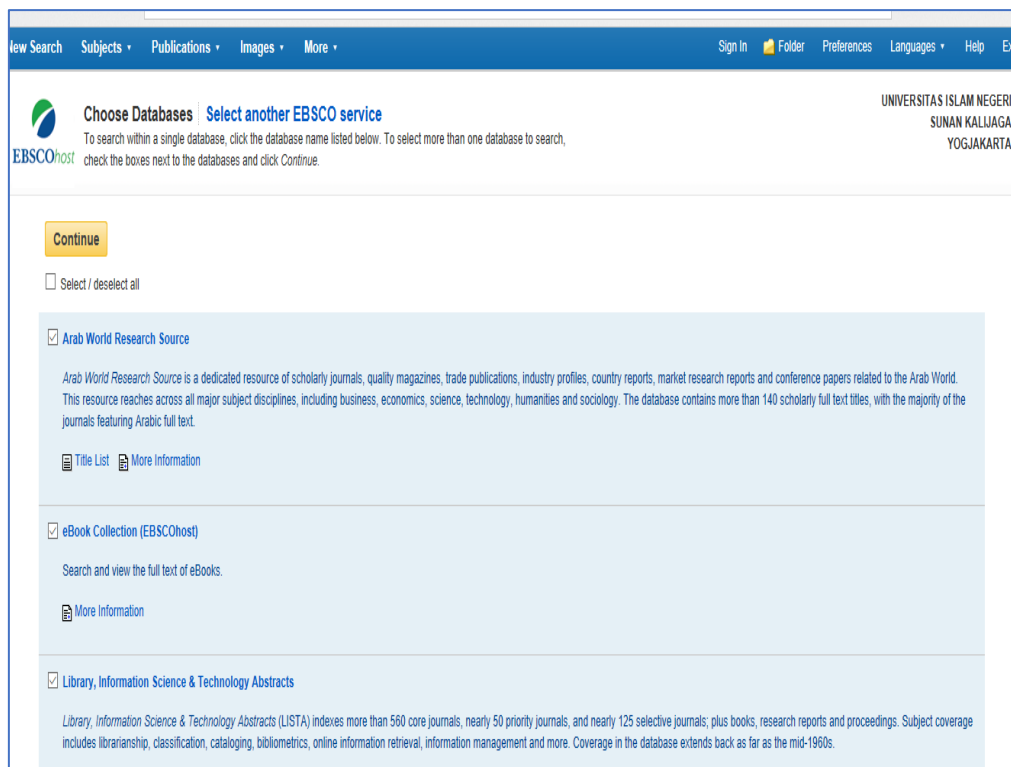 New Search Subjects Publications Images More Sign In Folder Preferences Languages Help Ex
Choose Databases Select another EBSCO service
To search within a single database, click the database name listed below. To select more than one database to search,
check the boxes next to the databases and click Continue.
EBSCOhost
UNIVERSITAS ISLAM NEGERI
SUNAN KALIJAGA
YOGJAKARTA
Continue
Select / deselect all
Arab World Research Source
Arab World Research Source is a dedicated resource of scholarly journals, quality magazines, trade publications, industry profiles, country reports, market research reports and conference papers related to the Arab World.
This resource reaches across all major subject disciplines, including business, economics, science, technology, humanities and sociology. The database contains more than 140 scholarly full text titles, with the majority of the
journals featuring Arabic full text.
Title List More Information
eBook Collection (EBSCOhost)
Search and view the full text of eBooks.
More Information
Library, Information Science & Technology Abstracts
Library, Information Science & Technology Abstracts (LISTA) indexes more than 560 core journals, nearly 50 priority journals, and nearly 125 selective journals; plus books, research reports and proceedings. Subject coverage
includes librarianship, classification, cataloging, bibliometrics, online information retrieval, information management and more. Coverage in the database extends back as far as the mid-1960s.